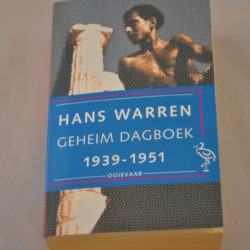 HANS WARREN
GEHEIM DAGBOEK
1939-1951
OOIEVAAR